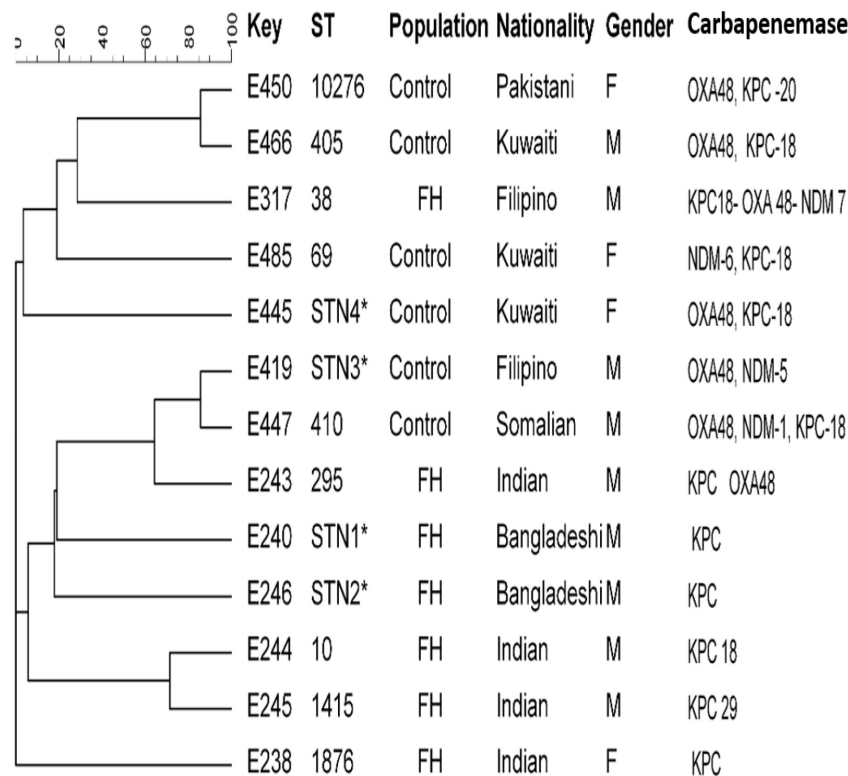 0 20 40 60 80 100
Key ST Population Nationality Gender Carbapenemase
E450 10276 Control Pakistani F OXA48, KPC -20
E466 405 Control Kuwaiti M OXA48, KPC-18
E317 38 FH Filipino M KPC18- OXA 48- NDM 7
E485 69 Control Kuwaiti F NDM-6, KPC-18
E445 STN4* Control Kuwaiti F OXA48, KPC-18
E419 STN3* Control Filipino M OXA48, NDM-5
E447 410 Control Somalian M OXA48, NDM-1, KPC-18
E243 295 FH Indian M KPC OXA48
E240 STN1* FH Bangladeshi M KPC
E246 STN2* FH Bangladeshi M KPC
E244 10 FH Indian M KPC 18
E245 1415 FH Indian M KPC 29
E238 1876 FH Indian F KPC